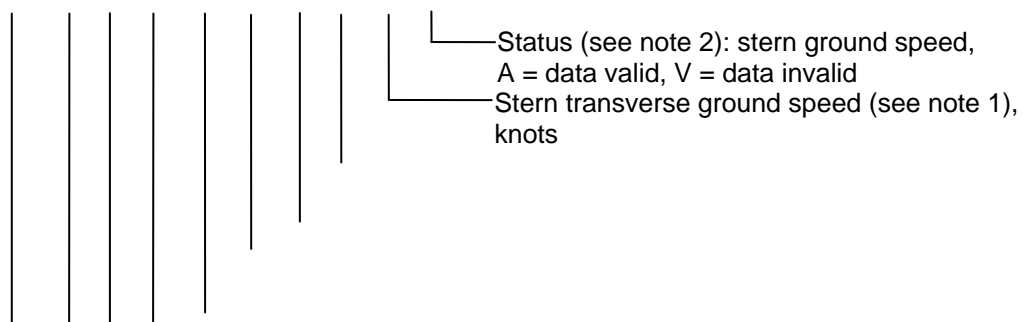 Status (see note 2): stern ground speed,
A = data valid, V = data invalid
Stern transverse ground speed (see note 1),
knots